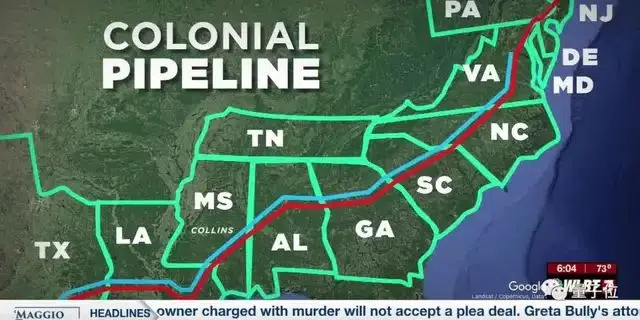 COLONIAL
PIPELINE
PA
NJ
VA
DE
MD
TN
NC
MS
SC
COLLINS
LA
AL
GA
TX
6:04 73°
Google
WLBT
量子位
Landsat / Copernicus, Data
MAGGIO
HEADLINES owner charged with murder will not accept a plea deal. Greta Bully's atto